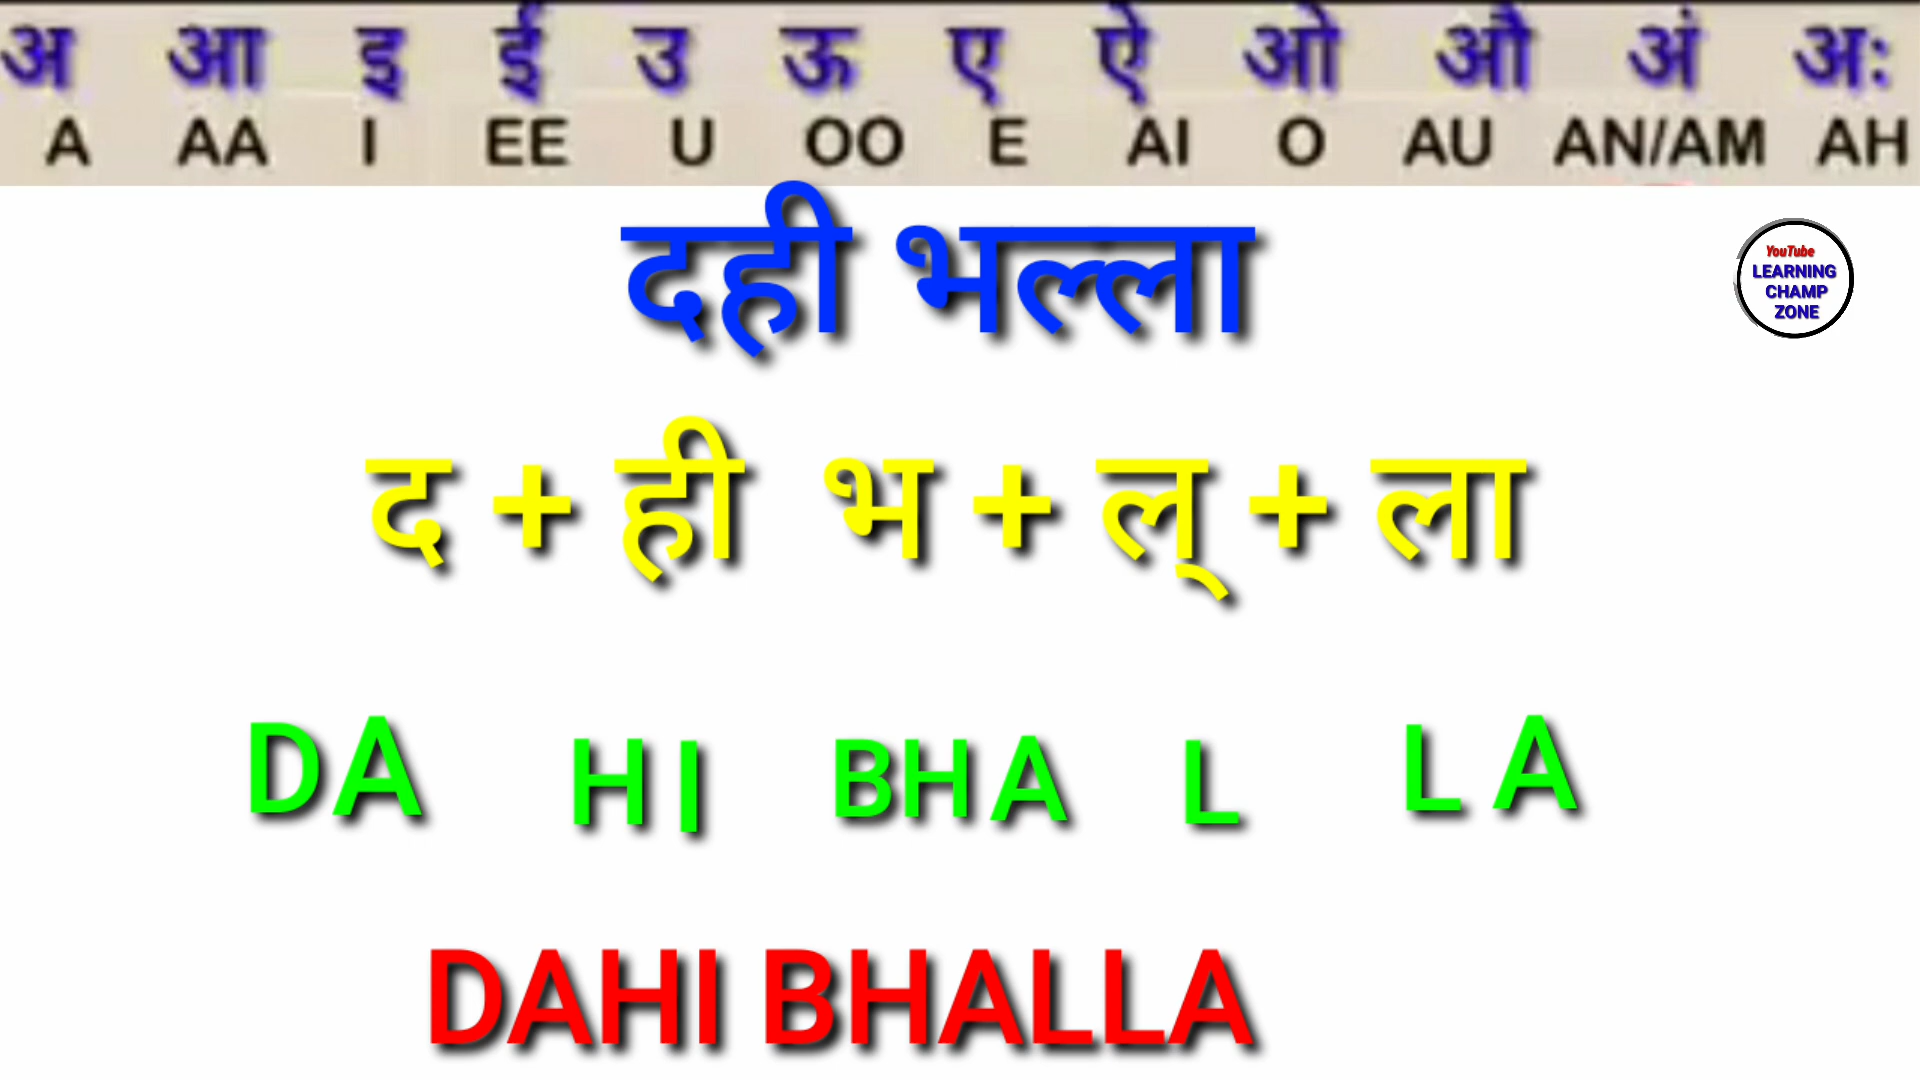 अ आ इ ई उ ऊ ए ऐ ओ औ अं अः
A AA I EE U OO E AI O AU AN/AM AH
दही भल्ला
YouTube
LEARNING
CHAMP
ZONE
द + ही भ + ल् + ला
DA HI BHA L LA
DAHI BHALLA